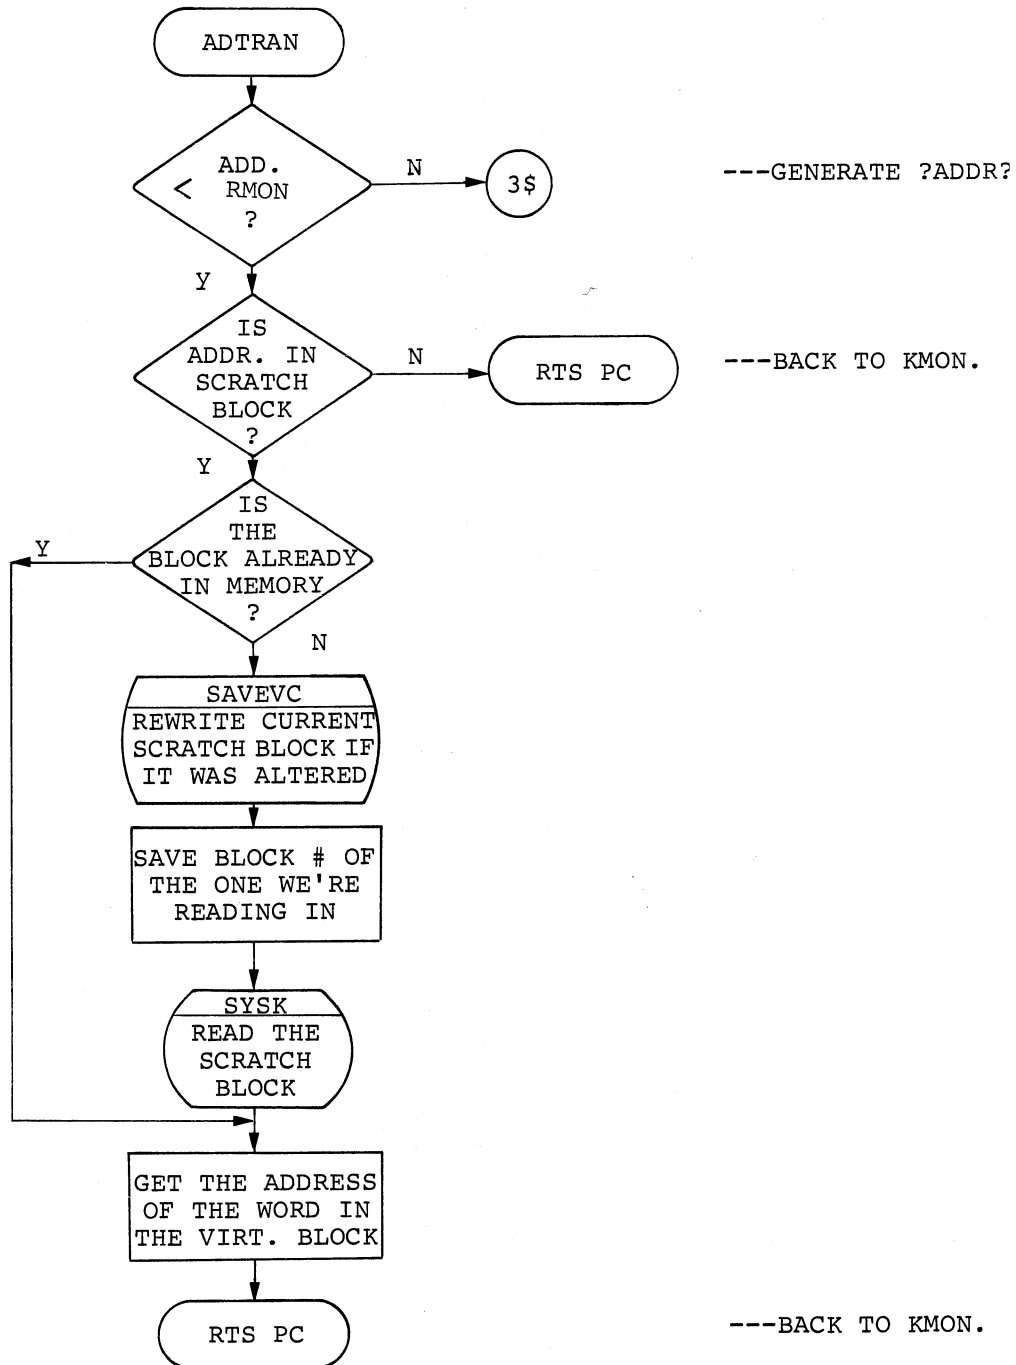 ADTRAN
ADD.
< RMON
?
N
3$
---GENERATE ?ADDR?
Y
IS
ADDR. IN
SCRATCH
BLOCK
?
N
RTS PC
---BACK TO KMON.
Y
IS
THE
BLOCK ALREADY
IN MEMORY
?
Y
N
SAVEVC
REWRITE CURRENT
SCRATCH BLOCK IF
IT WAS ALTERED
SAVE BLOCK # OF
THE ONE WE'RE
READING IN
SYSK
READ THE
SCRATCH
BLOCK
GET THE ADDRESS
OF THE WORD IN
THE VIRT. BLOCK
RTS PC
---BACK TO KMON.